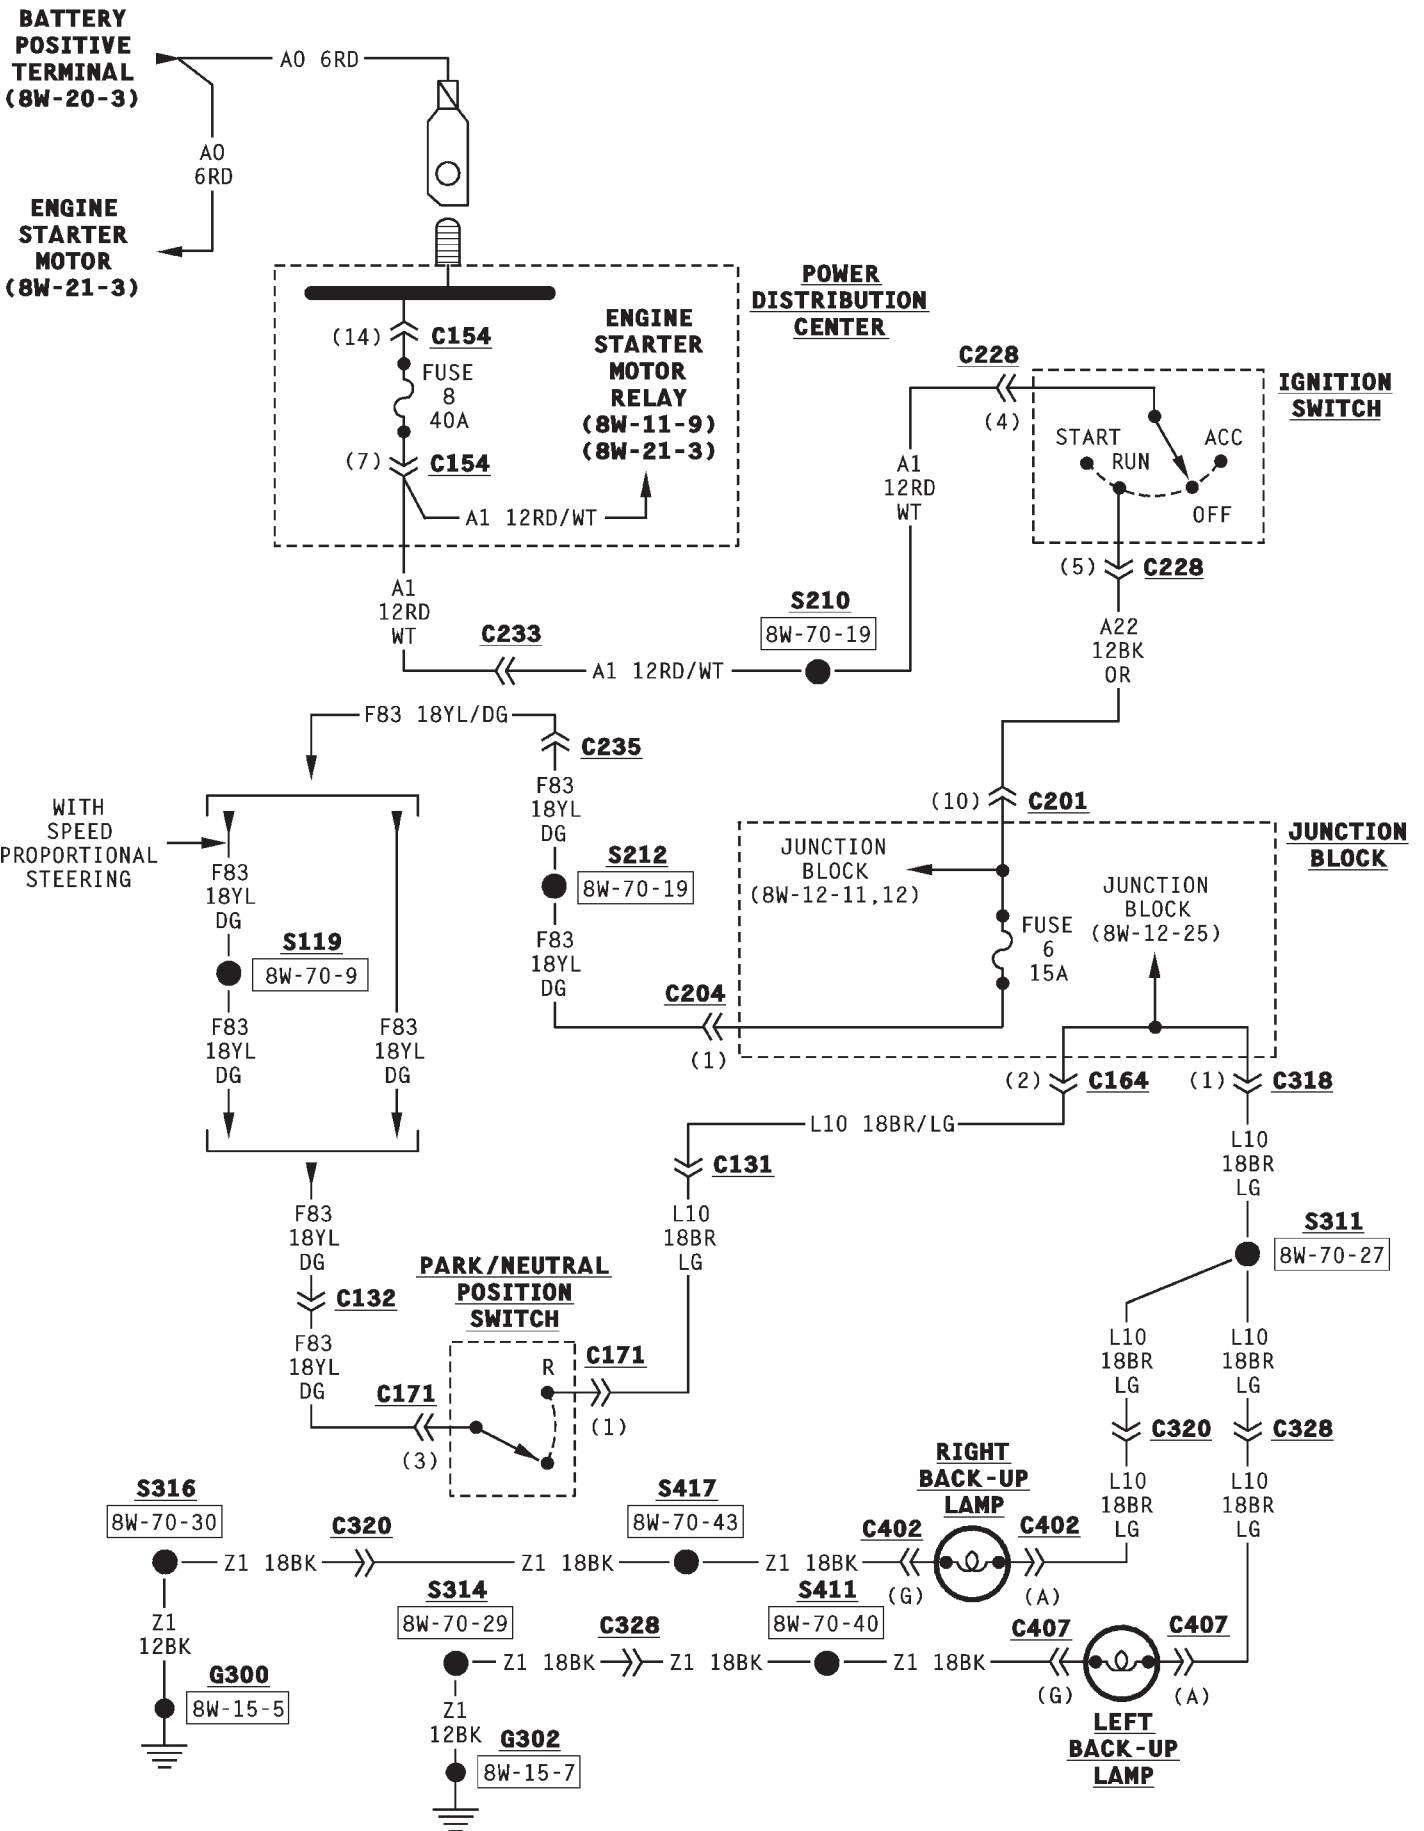 BATTERY
POSITIVE
TERMINAL
(8W-20-3)
A0 6RD
A0
6RD
ENGINE
STARTER
MOTOR
(8W-21-3)
POWER
DISTRIBUTION
CENTER
(14)
C154
FUSE
8
40A
(7)
C154
ENGINE
STARTER
MOTOR
RELAY
(8W-11-9)
(8W-21-3)
A1 12RD/WT
A1
12RD
WT
C233
A1 12RD/WT
S210
8W-70-19
A1
12RD
WT
C228
(4)
IGNITION
SWITCH
START
RUN
ACC
OFF
(5)
C228
A22
12BK
OR
F83 18YL/DG
C235
F83
18YL
DG
S212
8W-70-19
F83
18YL
DG
C204
(1)
(10)
C201
JUNCTION
BLOCK
JUNCTION
BLOCK
(8W-12-11,12)
FUSE
6
15A
JUNCTION
BLOCK
(8W-12-25)
WITH
SPEED
PROPORTIONAL
STEERING
F83
18YL
DG
S119
8W-70-9
F83
18YL
DG
F83
18YL
DG
(2)
C164
(1)
C318
L10 18BR/LG
C131
L10
18BR
LG
L10
18BR
LG
S311
8W-70-27
F83
18YL
DG
C132
F83
18YL
DG
PARK/NEUTRAL
POSITION
SWITCH
R
C171
(1)
C171
(3)
L10
18BR
LG
L10
18BR
LG
C320
C328
L10
18BR
LG
L10
18BR
LG
RIGHT
BACK-UP
LAMP
S316
8W-70-30
C320
S417
8W-70-43
C402
C402
Z1 18BK
Z1 18BK
Z1 18BK
(G)
(A)
Z1
12BK
G300
8W-15-5
S314
8W-70-29
C328
S411
8W-70-40
C407
C407
Z1 18BK
Z1 18BK
Z1 18BK
(G)
(A)
Z1
12BK
G302
8W-15-7
LEFT
BACK-UP
LAMP